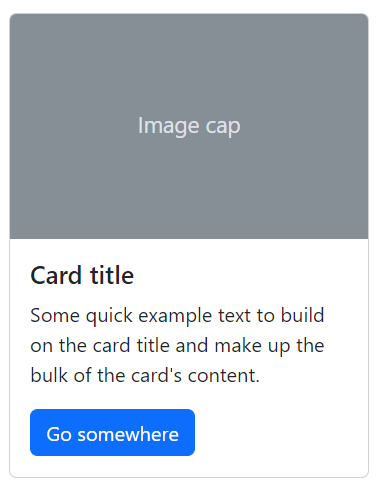 Image cap
Card title
Some quick example text to build
on the card title and make up the
bulk of the card's content.
Go somewhere